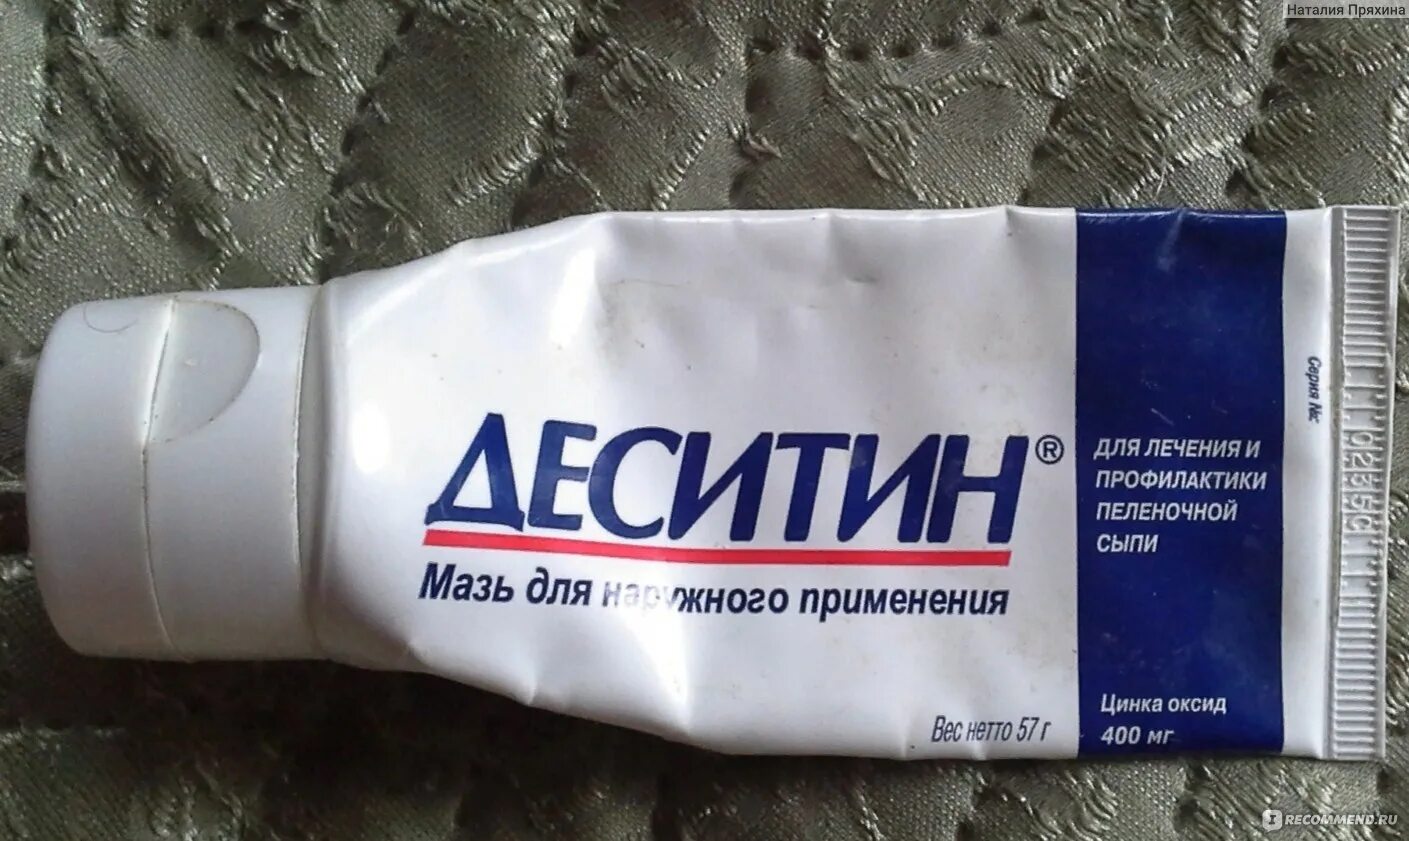 Наталия Пряхина
ДЕСИТИН®
Мазь для наружного применения
Вес нетто 57 г
ДЛЯ ЛЕЧЕНИЯ И
ПРОФИЛАКТИКИ
ПЕЛЕНОЧНОЙ
СЫПИ
Цинка оксид
400 мг
Серия №:
RECOMMEND.RU